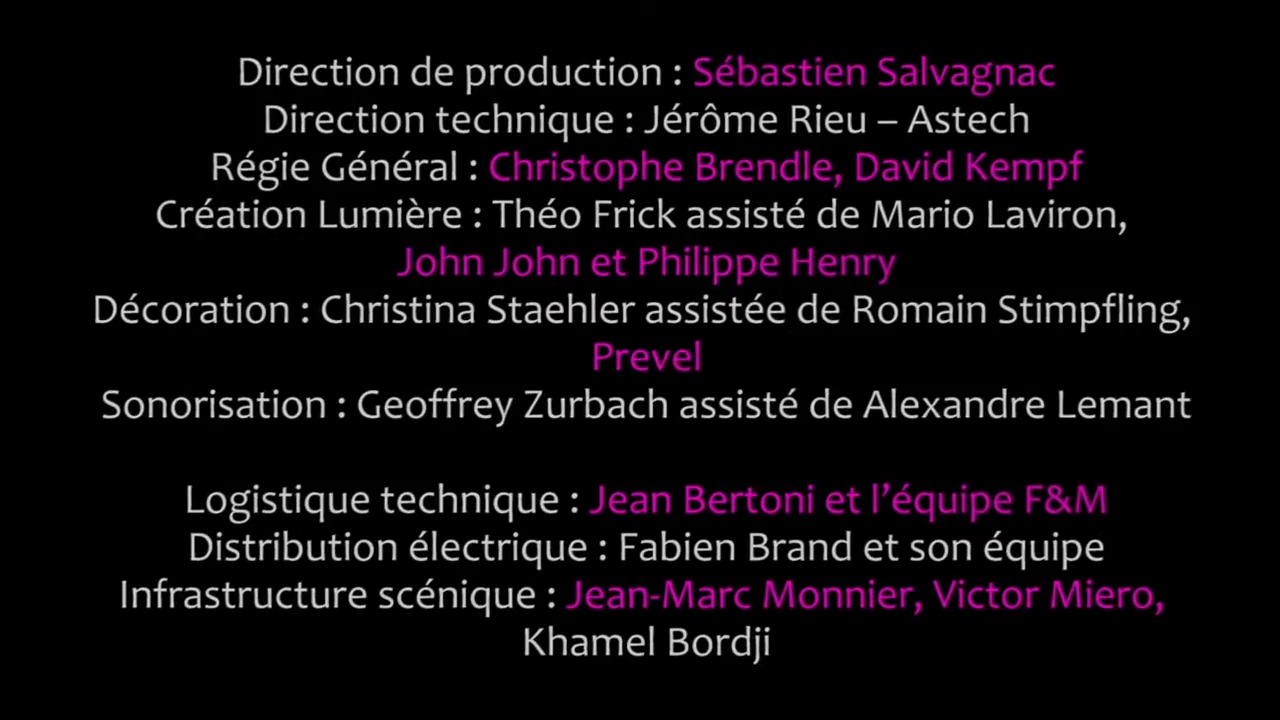 Direction de production : Sébastien Salvagnac
Direction technique : Jérôme Rieu – Astech
Régie Général : Christophe Brendle, David Kempf
Création Lumière : Théo Frick assisté de Mario Laviron,
John John et Philippe Henry
Décoration : Christina Staehler assistée de Romain Stimpfling,
Prevel
Sonorisation : Geoffrey Zurbach assisté de Alexandre Lemant
Logistique technique : Jean Bertoni et l’équipe F&M
Distribution électrique : Fabien Brand et son équipe
Infrastructure scénique : Jean-Marc Monnier, Victor Miero,
Khamel Bordji